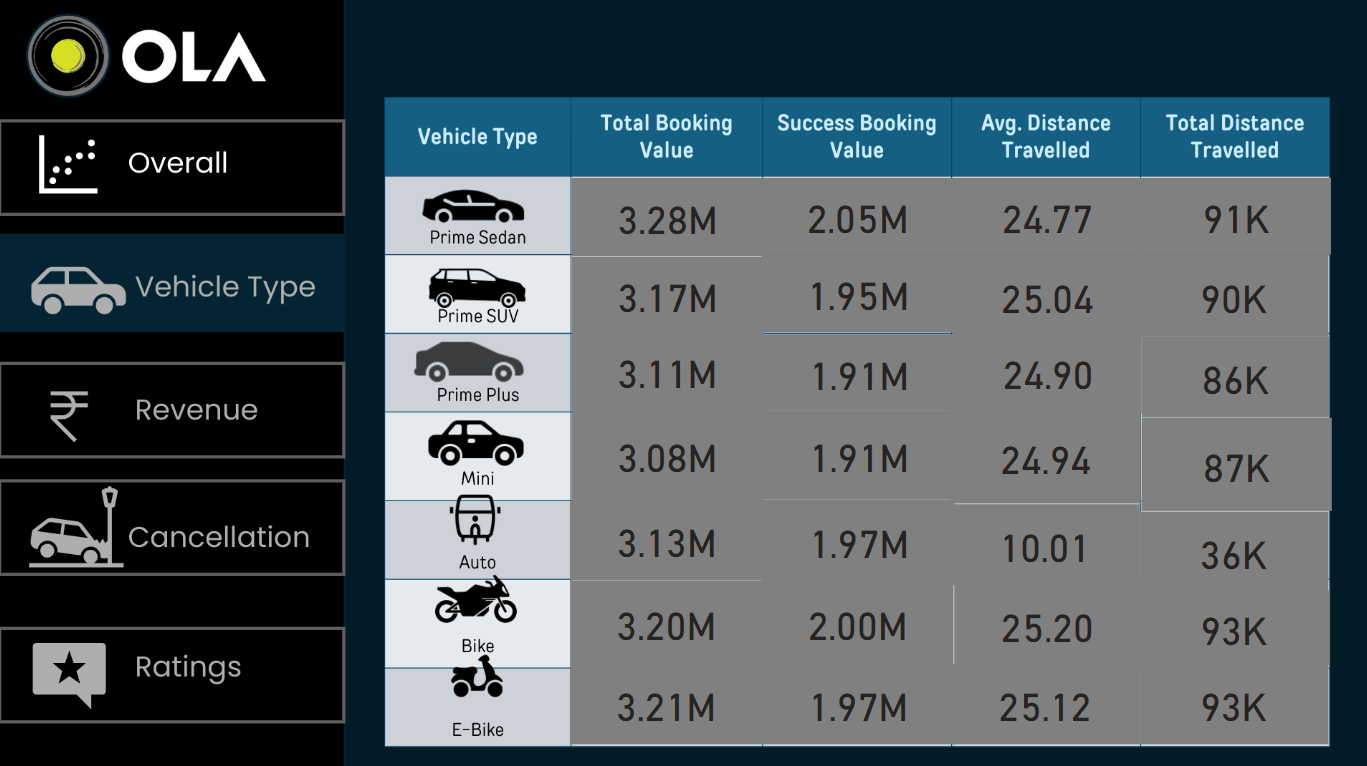 OLA
Overall
Vehicle Type
Revenue
Cancellation
Ratings
Vehicle Type Total Booking Value Success Booking Value Avg. Distance Travelled Total Distance Travelled
Prime Sedan 3.28M 2.05M 24.77 91K
Prime SUV 3.17M 1.95M 25.04 90K
Prime Plus 3.11M 1.91M 24.90 86K
Mini 3.08M 1.91M 24.94 87K
Auto 3.13M 1.97M 10.01 36K
Bike 3.20M 2.00M 25.20 93K
E-Bike 3.21M 1.97M 25.12 93K